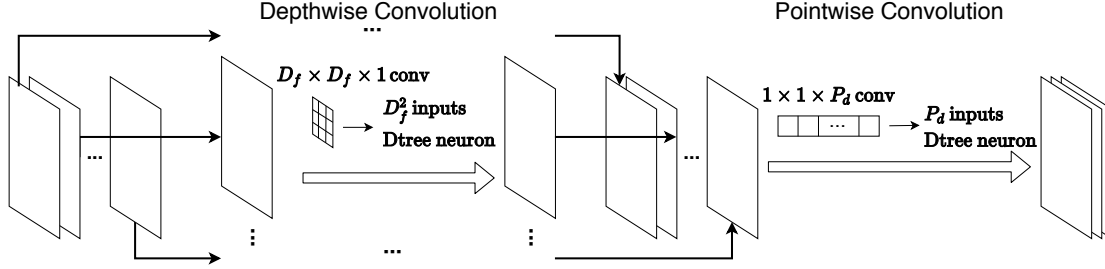 Depthwise Convolution
Pointwise Convolution
...
D_f × D_f × 1 conv
D_f^2 inputs
Dtree neuron
...
...
...
...
...
1 × 1 × P_d conv
...
P_d inputs
Dtree neuron